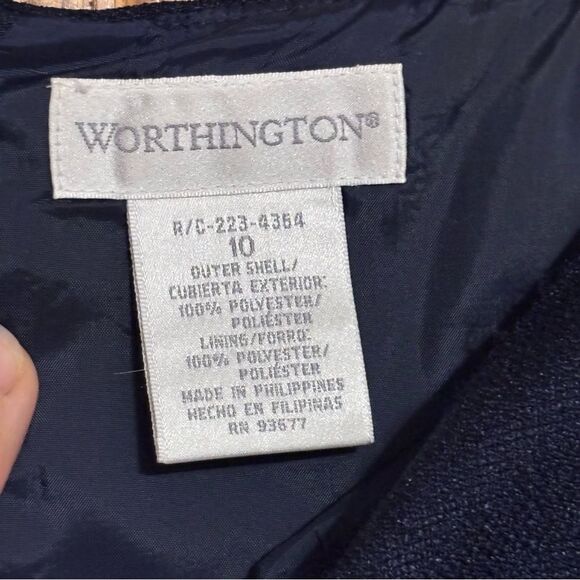 WORTHINGTON®
R/C-223-4364
10
OUTER SHELL/
CUBIERTA EXTERIOR:
100% POLYESTER/
POLIÉSTER
LINING/FORRO:
100% POLYESTER/
POLIÉSTER
MADE IN PHILIPPINES
HECHO EN FILIPINAS
RN 93677